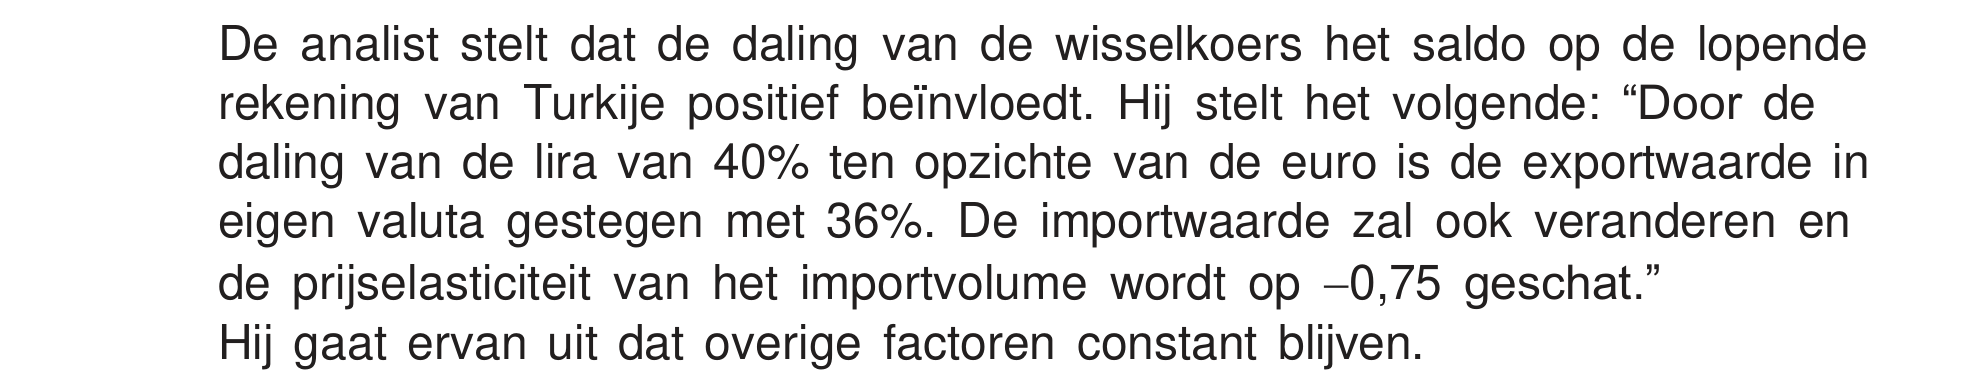 De analist stelt dat de daling van de wisselkoers het saldo op de lopende
rekening van Turkije positief beïnvloedt. Hij stelt het volgende: “Door de
daling van de lira van 40% ten opzichte van de euro is de exportwaarde in
eigen valuta gestegen met 36%. De importwaarde zal ook veranderen en
de prijselasticiteit van het importvolume wordt op –0,75 geschat.”
Hij gaat ervan uit dat overige factoren constant blijven.